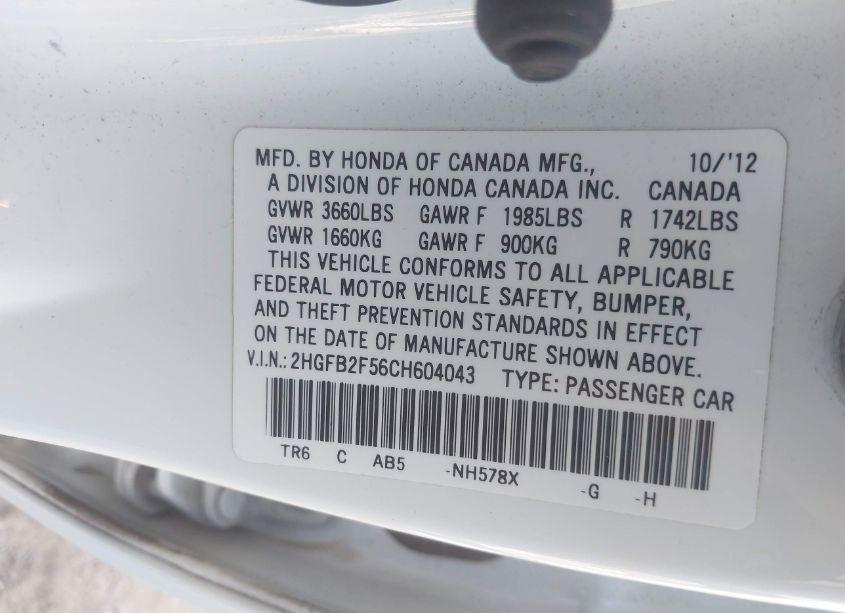 MFD. BY HONDA OF CANADA MFG., 10/'12
A DIVISION OF HONDA CANADA INC. CANADA
GVWR 3660LBS GAWR F 1985LBS R 1742LBS
GVWR 1660KG GAWR F 900KG R 790KG
THIS VEHICLE CONFORMS TO ALL APPLICABLE
FEDERAL MOTOR VEHICLE SAFETY, BUMPER,
AND THEFT PREVENTION STANDARDS IN EFFECT
ON THE DATE OF MANUFACTURE SHOWN ABOVE.
V.I.N.: 2HGFB2F56CH604043 TYPE: PASSENGER CAR
TR6 C AB5 -NH578X -G -H